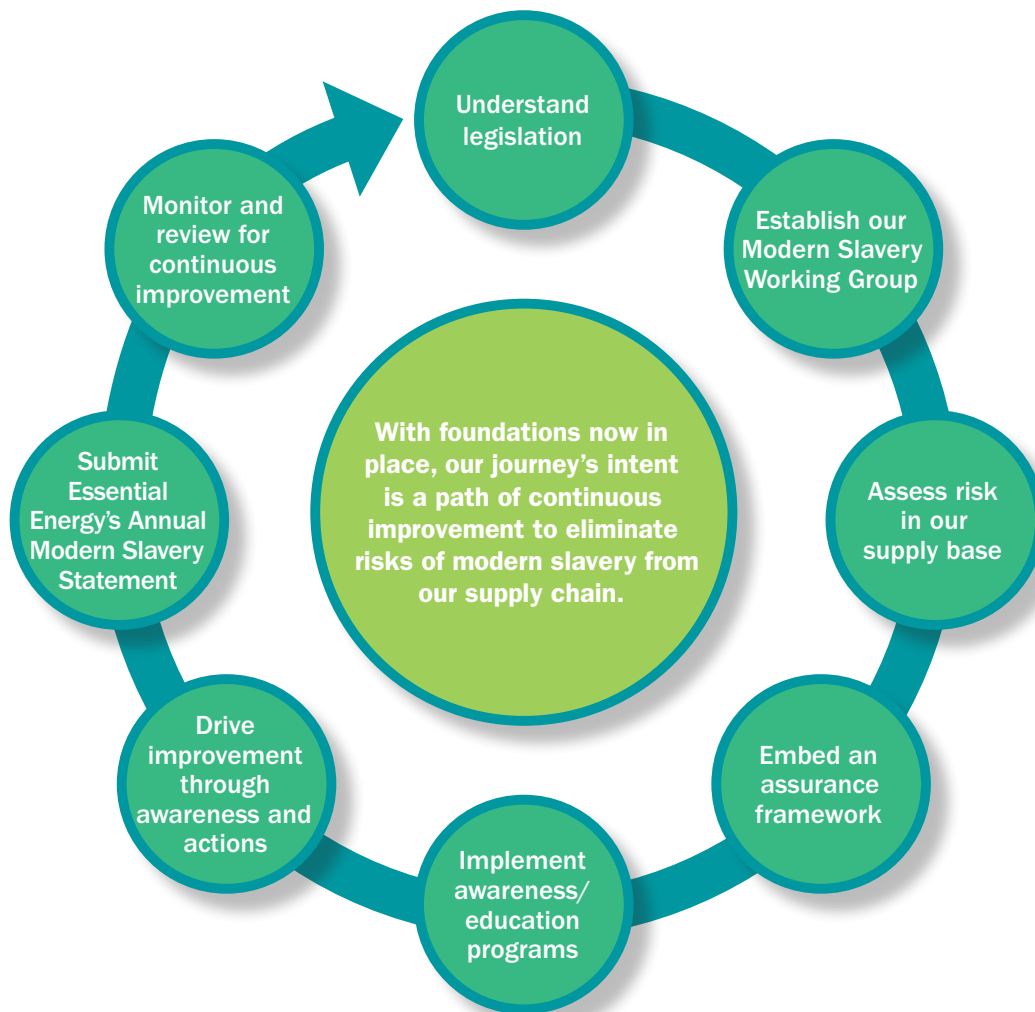 Understand
legislation
Establish our
Modern Slavery
Working Group
Assess risk
in our
supply base
Embed an
assurance
framework
Implement
awareness/
education
programs
Drive
improvement
through
awareness and
actions
Submit
Essential
Energy’s Annual
Modern Slavery
Statement
Monitor and
review for
continuous
improvement
With foundations now in
place, our journey’s intent
is a path of continuous
improvement to eliminate
risks of modern slavery from
our supply chain.